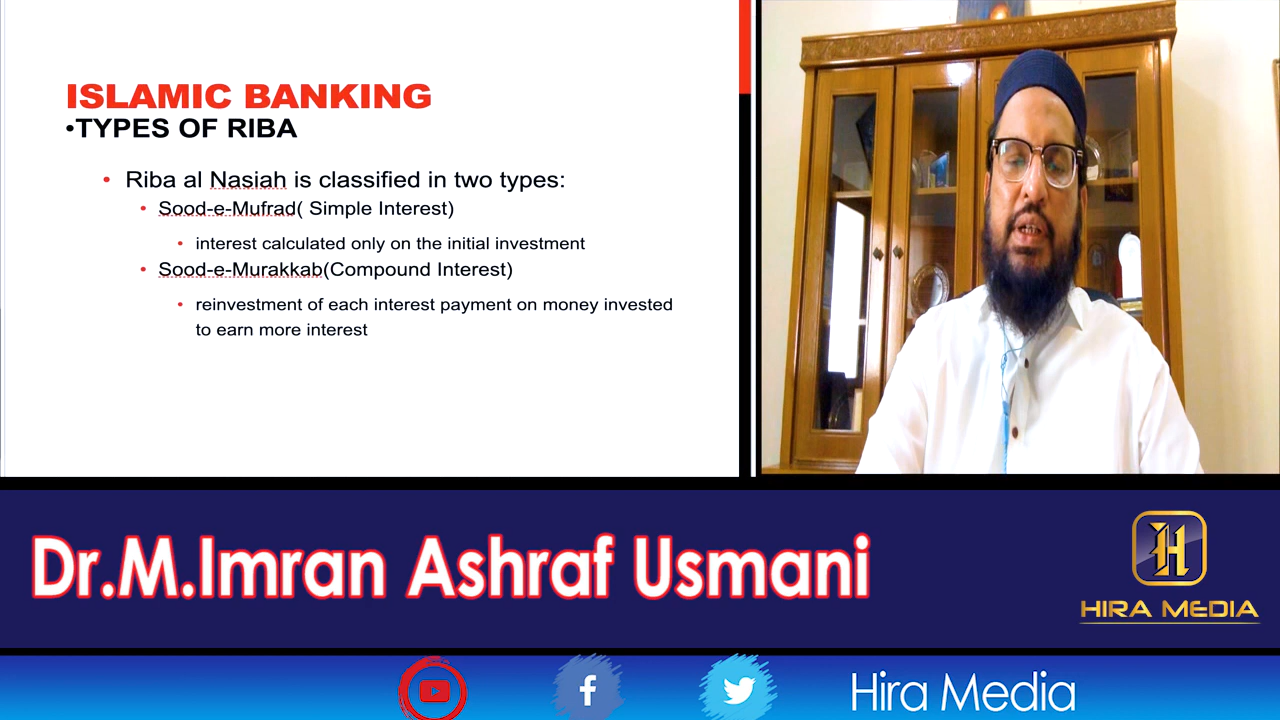 ISLAMIC BANKING
•TYPES OF RIBA
• Riba al Nasiah is classified in two types:
• Sood-e-Mufrad( Simple Interest)
• interest calculated only on the initial investment
• Sood-e-Murakkab(Compound Interest)
• reinvestment of each interest payment on money invested
to earn more interest
Dr.M.Imran Ashraf Usmani
H
HIRA MEDIA
Hira Media